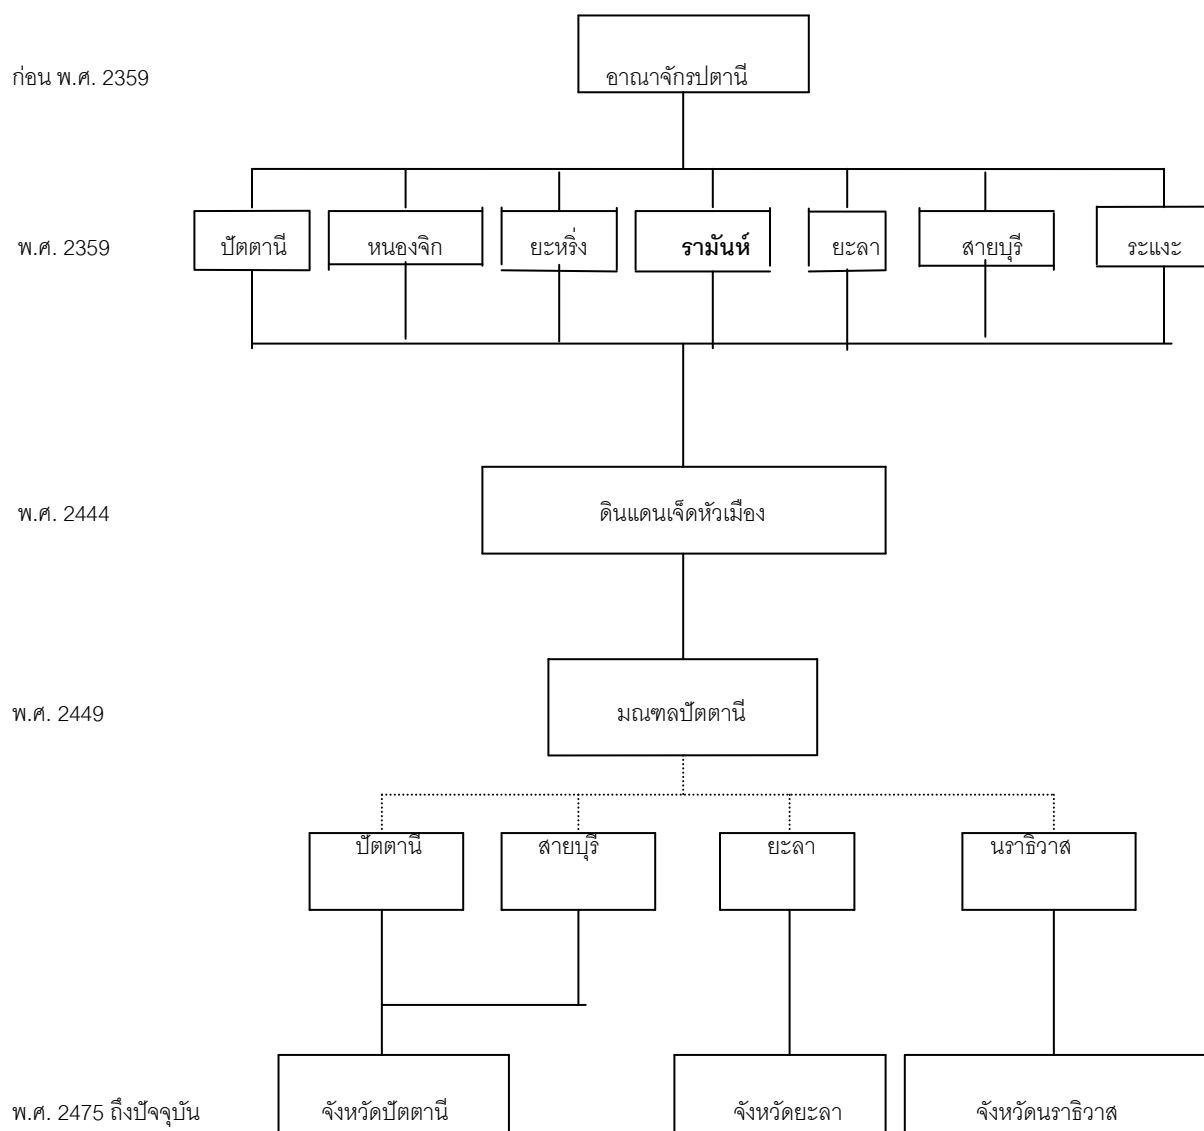 ก่อน พ.ศ. 2359 อาณาจักรปตานี
พ.ศ. 2359 ปัตตานี หนองจิก ยะหริ่ง รามันห์ ยะลา สายบุรี ระแงะ
พ.ศ. 2444 ดินแดนเจ็ดหัวเมือง
พ.ศ. 2449 มณฑลปัตตานี
ปัตตานี สายบุรี ยะลา นราธิวาส
พ.ศ. 2475 ถึงปัจจุบัน จังหวัดปัตตานี จังหวัดยะลา จังหวัดนราธิวาส